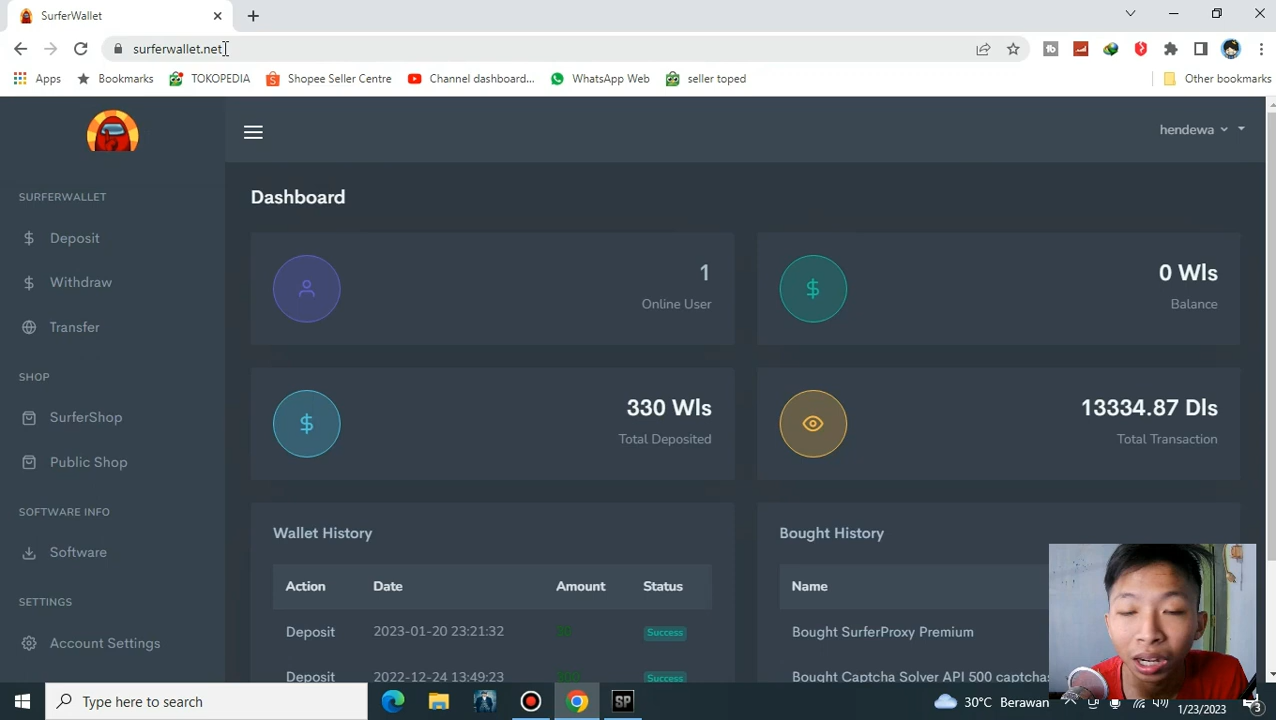 SurferWallet
surferwallet.net
Apps
Bookmarks
TOKOPEDIA
Shopee Seller Centre
Channel dashboard...
WhatsApp Web
seller toped
Other bookmarks
hendewa
SURFERWALLET
Deposit
Withdraw
Transfer
SHOP
SurferShop
Public Shop
SOFTWARE INFO
Software
SETTINGS
Account Settings
Dashboard
1
Online User
0 Wls
Balance
330 Wls
Total Deposited
13334.87 Dls
Total Transaction
Wallet History
Action Date Amount Status
Deposit 2023-01-20 23:21:32 Success
Deposit 2022-12-24 13:49:23 Success
Bought History
Name
Bought SurferProxy Premium
Bought Captcha Solver API 500 captchas
Type here to search
SP
30°C Berawan
1/23/2023
3